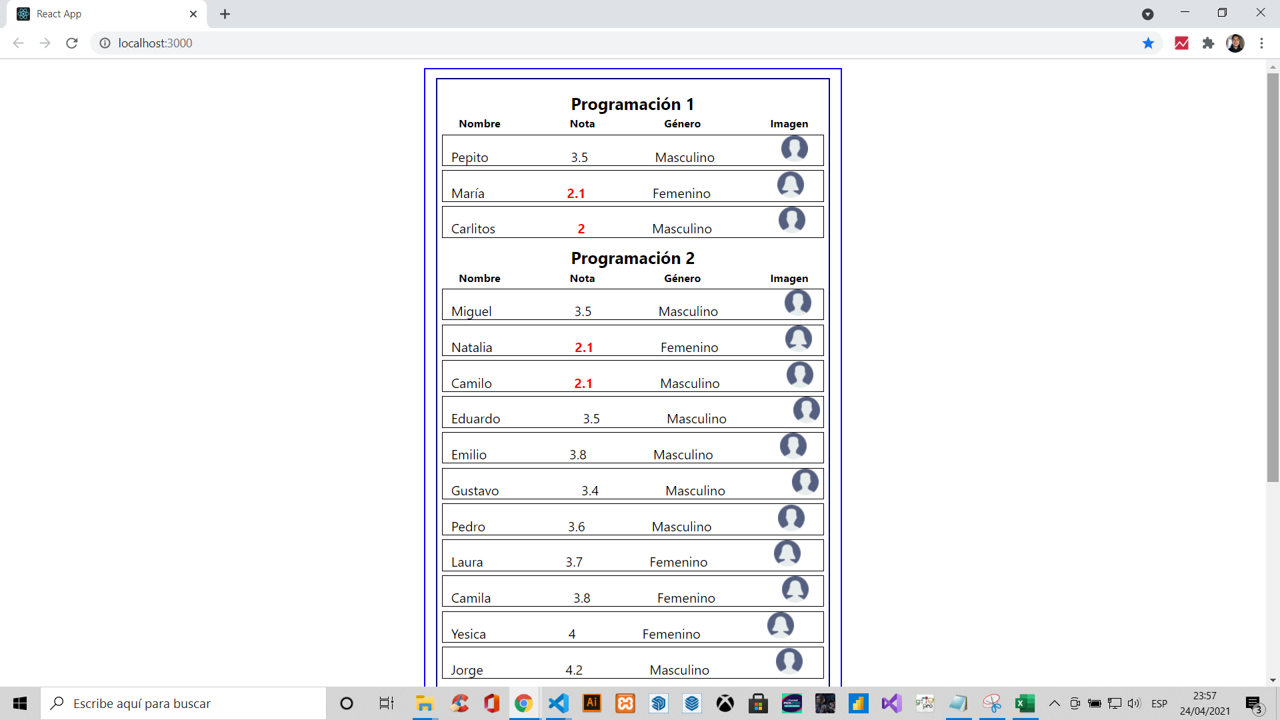 React App
localhost:3000
Programación 1
Nombre Nota Género Imagen
Pepito 3.5 Masculino
María 2.1 Femenino
Carlitos 2 Masculino
Programación 2
Nombre Nota Género Imagen
Miguel 3.5 Masculino
Natalia 2.1 Femenino
Camilo 2.1 Masculino
Eduardo 3.5 Masculino
Emilio 3.8 Masculino
Gustavo 3.4 Masculino
Pedro 3.6 Masculino
Laura 3.7 Femenino
Camila 3.8 Femenino
Yesica 4 Femenino
Jorge 4.2 Masculino
Escribe aquí para buscar
ESP
23:57
24/04/2021
3